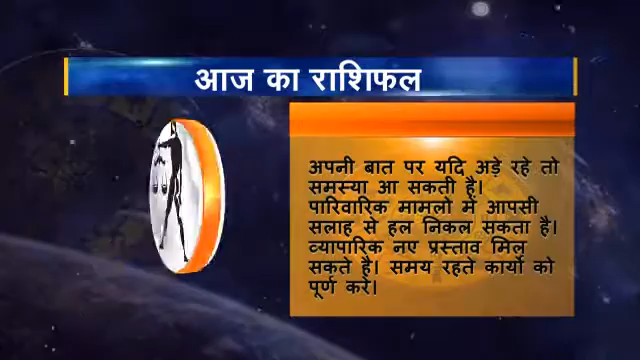 आज का राशिफल
अपनी बात पर यदि अड़े रहे तो
समस्या आ सकती है।
पारिवारिक मामलो में आपसी
सलाह से हल निकल सकता है।
व्यापारिक नए प्रस्ताव मिल
सकते है। समय रहते कार्यो को
पूर्ण करें।